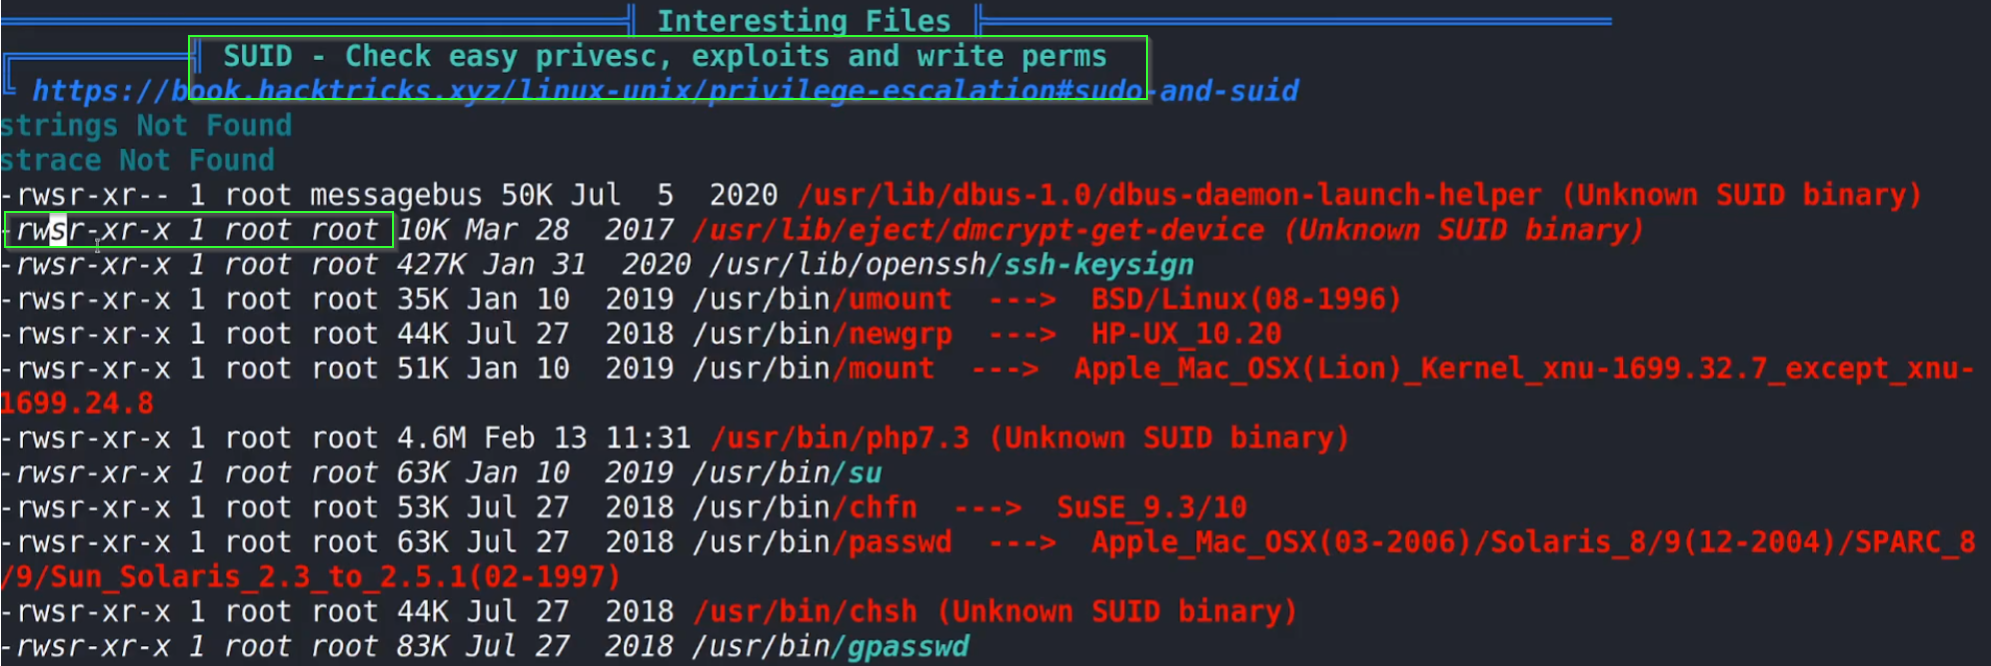 Interesting Files
SUID - Check easy privesc, exploits and write perms
https://book.hacktricks.xyz/linux-unix/privilege-escalation#sudo-and-suid
strings Not Found
strace Not Found
-rwsr-xr-- 1 root messagebus 50K Jul  5  2020 /usr/lib/dbus-1.0/dbus-daemon-launch-helper (Unknown SUID binary)
-rwsr-xr-x 1 root root 10K Mar 28  2017 /usr/lib/eject/dmcrypt-get-device (Unknown SUID binary)
-rwsr-xr-x 1 root root 427K Jan 31  2020 /usr/lib/openssh/ssh-keysign
-rwsr-xr-x 1 root root 35K Jan 10  2019 /usr/bin/umount  --->  BSD/Linux(08-1996)
-rwsr-xr-x 1 root root 44K Jul 27  2018 /usr/bin/newgrp  --->  HP-UX_10.20
-rwsr-xr-x 1 root root 51K Jan 10  2019 /usr/bin/mount  --->  Apple_Mac_OSX(Lion)_Kernel_xnu-1699.32.7_except_xnu-
1699.24.8
-rwsr-xr-x 1 root root 4.6M Feb 13 11:31 /usr/bin/php7.3 (Unknown SUID binary)
-rwsr-xr-x 1 root root 63K Jan 10  2019 /usr/bin/su
-rwsr-xr-x 1 root root 53K Jul 27  2018 /usr/bin/chfn  --->  SuSE_9.3/10
-rwsr-xr-x 1 root root 63K Jul 27  2018 /usr/bin/passwd  --->  Apple_Mac_OSX(03-2006)/Solaris_8/9(12-2004)/SPARC_8
/9/Sun_Solaris_2.3_to_2.5.1(02-1997)
-rwsr-xr-x 1 root root 44K Jul 27  2018 /usr/bin/chsh (Unknown SUID binary)
-rwsr-xr-x 1 root root 83K Jul 27  2018 /usr/bin/gpasswd